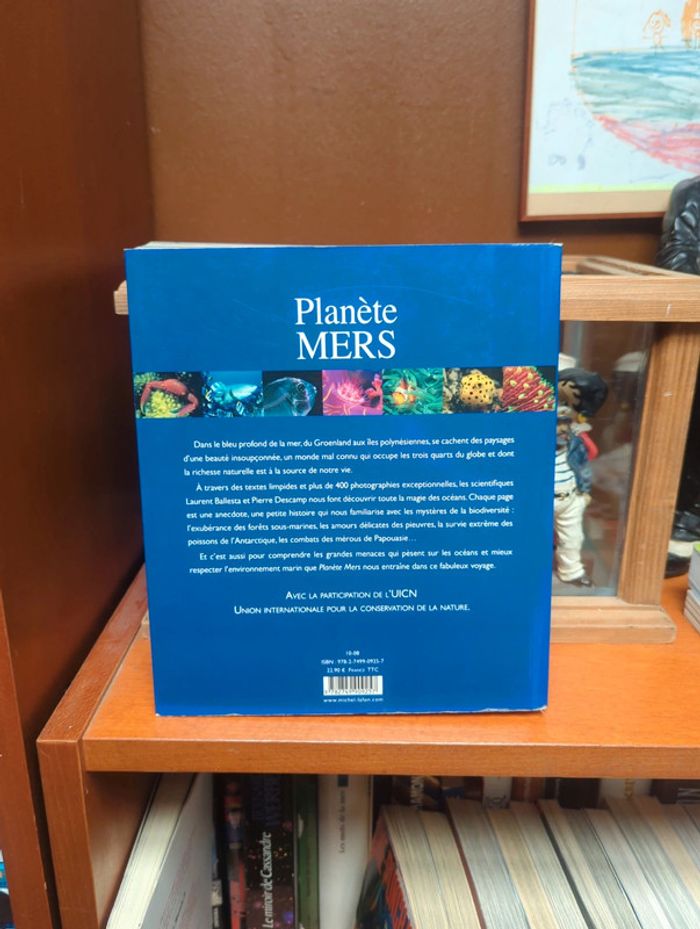 Planète
MERS
Dans le bleu profond de la mer, du Groenland aux îles polynésiennes, se cachent des paysages
d'une beauté insoupçonnée, un monde mal connu qui occupe les trois quarts du globe et dont
la richesse naturelle est à la source de notre vie.
À travers des textes limpides et plus de 400 photographies exceptionnelles, les scientifiques
Laurent Ballesta et Pierre Descamp nous font découvrir toute la magie des océans. Chaque page
est une anecdote, une petite histoire qui nous familiarise avec les mystères de la biodiversité :
l'exubérance des forêts sous-marines, les amours délicates des pieuvres, la survie extrême des
poissons de l'Antarctique, les combats des mérous de Papouasie…
Et c'est aussi pour comprendre les grandes menaces qui pèsent sur les océans et mieux
respecter l'environnement marin que Planète Mers nous entraîne dans ce fabuleux voyage.
AVEC LA PARTICIPATION DE L'UICN
UNION INTERNATIONALE POUR LA CONSERVATION DE LA NATURE.
10-08
ISBN : 978-2-7499-0935-7
22,90 € France TTC
www.michel-lafon.com
Le miroir de Cassandre